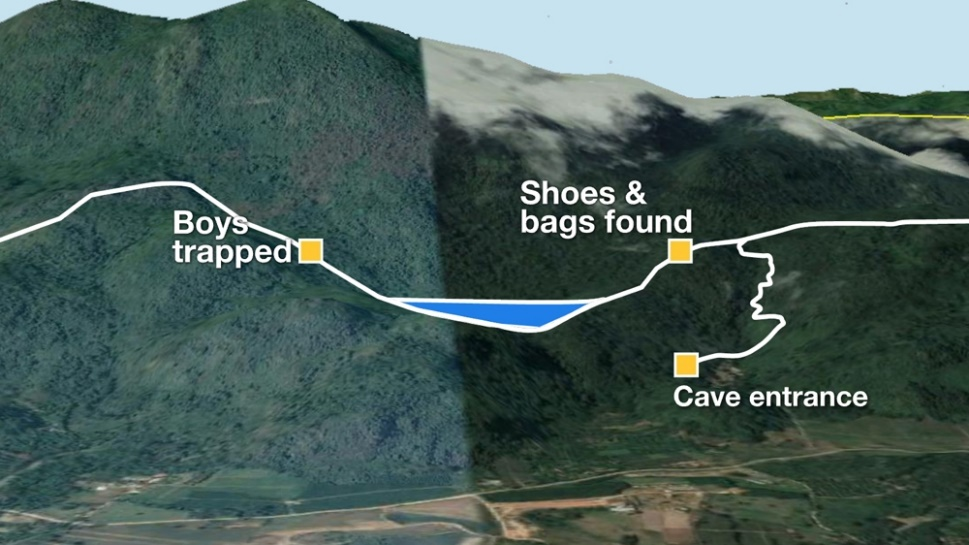 Boys
trapped
Shoes &
bags found
Cave entrance